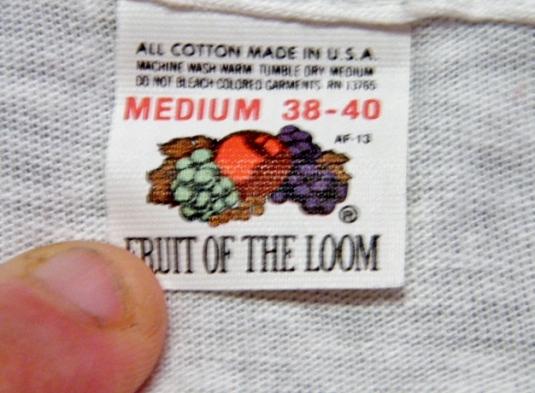 ALL COTTON MADE IN U.S.A.
MACHINE WASH WARM TUMBLE DRY MEDIUM
DO NOT BLEACH COLORED GARMENTS RN 13765
MEDIUM 38-40
AF-13
®
FRUIT OF THE LOOM